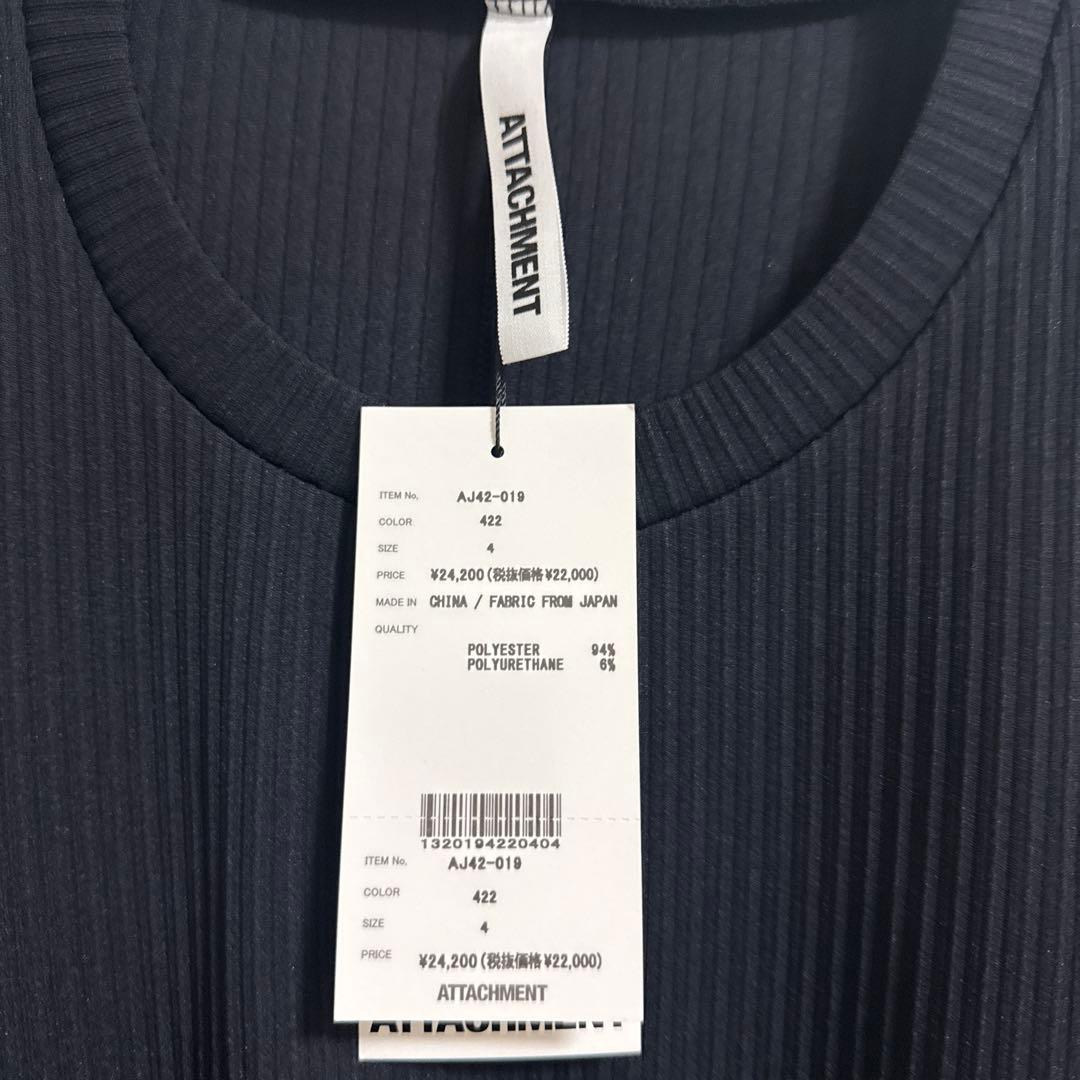 ATTACHMENT
ITEM No. AJ42-019
COLOR 422
SIZE 4
PRICE ¥24,200(税抜価格¥22,000)
MADE IN CHINA / FABRIC FROM JAPAN
QUALITY
POLYESTER 94%
POLYURETHANE 6%
1320194220404
ITEM No. AJ42-019
COLOR 422
SIZE 4
PRICE ¥24,200(税抜価格¥22,000)
ATTACHMENT
ATTACHMENT